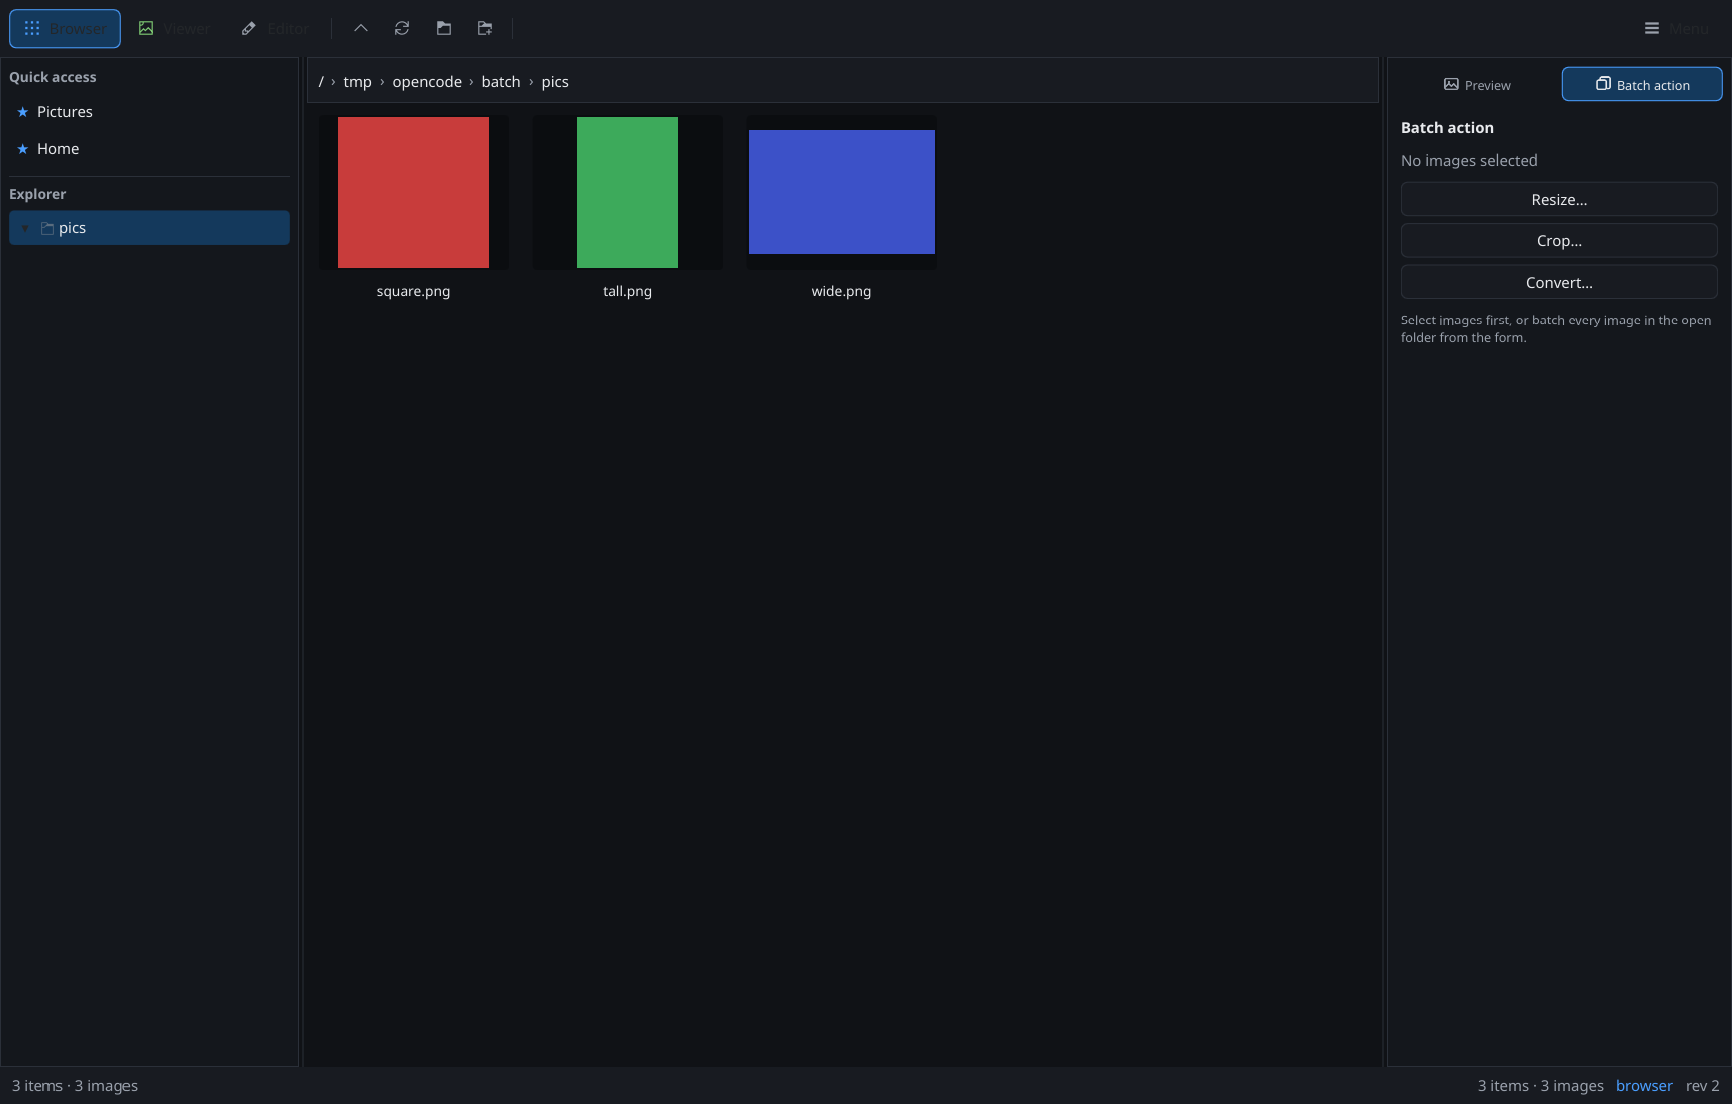 Browser Viewer Editor Menu
Quick access
★ Pictures
★ Home
Explorer
▾ pics
/ › tmp › opencode › batch › pics
square.png
tall.png
wide.png
Preview Batch action
Batch action
No images selected
Resize...
Crop...
Convert...
Select images first, or batch every image in the open
folder from the form.
3 items · 3 images
3 items · 3 images browser rev 2